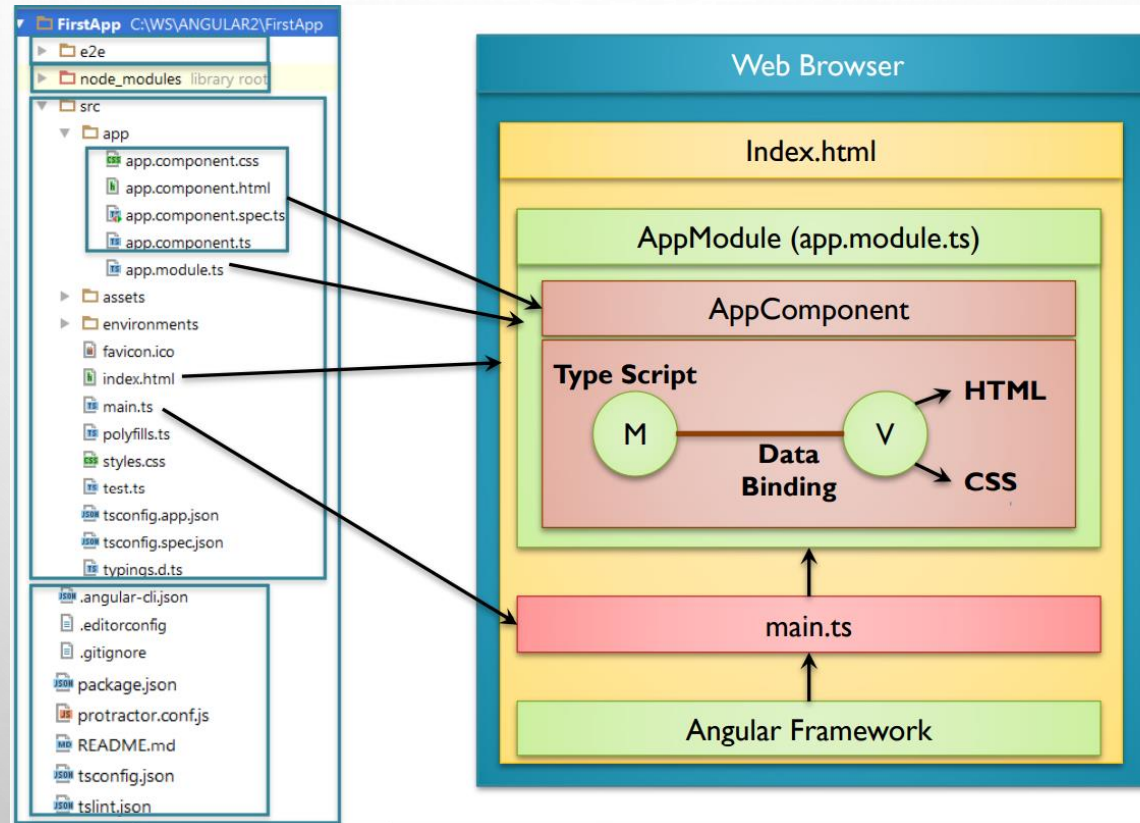 FirstApp C:\WS\ANGULAR2\FirstApp
e2e
node_modules library root
src
app
app.component.css
app.component.html
app.component.spec.ts
app.component.ts
app.module.ts
assets
environments
favicon.ico
index.html
main.ts
polyfills.ts
styles.css
test.ts
tsconfig.app.json
tsconfig.spec.json
typings.d.ts
.angular-cli.json
.editorconfig
.gitignore
package.json
protractor.conf.js
README.md
tsconfig.json
tslint.json
Web Browser
Index.html
AppModule (app.module.ts)
AppComponent
Type Script
M
Data
Binding
V
HTML
CSS
main.ts
Angular Framework